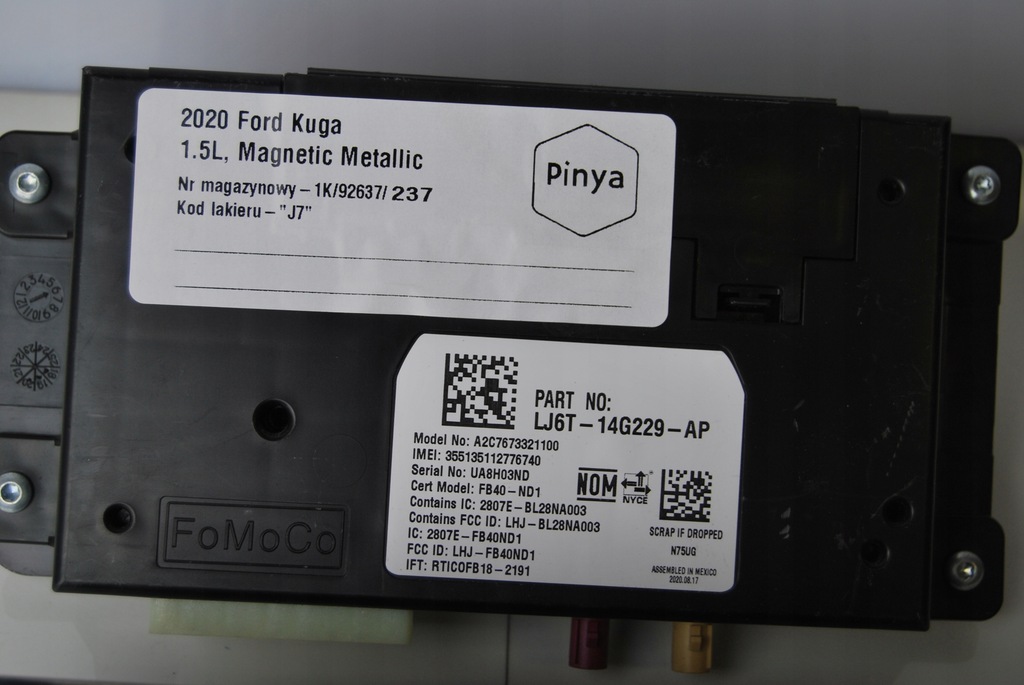 2020 Ford Kuga
1.5L, Magnetic Metallic
Nr magazynowy - 1K/92637/237
Kod lakieru - "J7"
Pinya
PART NO:
LJ6T-14G229-AP
Model No: A2C7673321100
IMEI: 355135112776740
Serial No: UA8H03ND
Cert Model: FB40-ND1
Contains IC: 2807E-BL28NA003
Contains FCC ID: LHJ-BL28NA003
IC: 2807E-FB40ND1
FCC ID: LHJ-FB40ND1
IFT: RTICOFB18-2191
NOM
NYCE
SCRAP IF DROPPED
N75UG
ASSEMBLED IN MEXICO
2020.08.17
FoMoCo